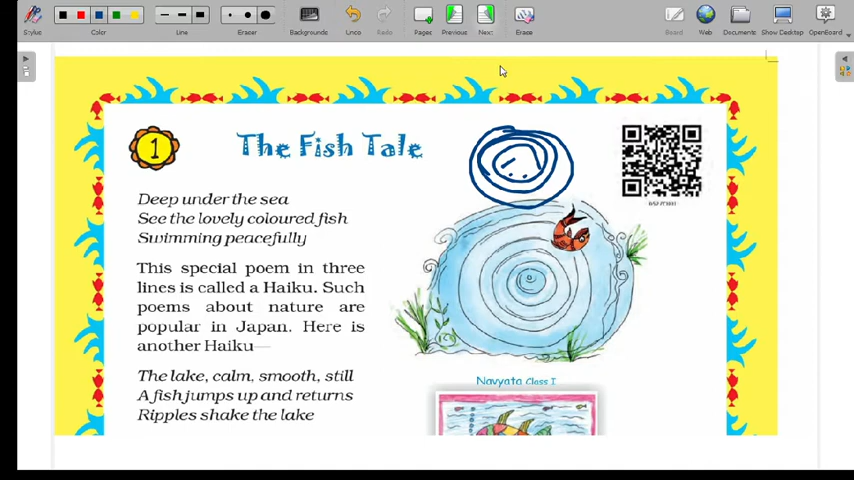 Stylus
Color
Line
Eraser
Backgrounds
Undo
Redo
Pages
Previous
Next
Erase
Board
Web
Documents
Show Desktop
OpenBoard
1
The Fish Tale
Deep under the sea
See the lovely coloured fish
Swimming peacefully
This special poem in three
lines is called a Haiku. Such
poems about nature are
popular in Japan. Here is
another Haiku—
The lake, calm, smooth, still
A fish jumps up and returns
Ripples shake the lake
Navyata Class I